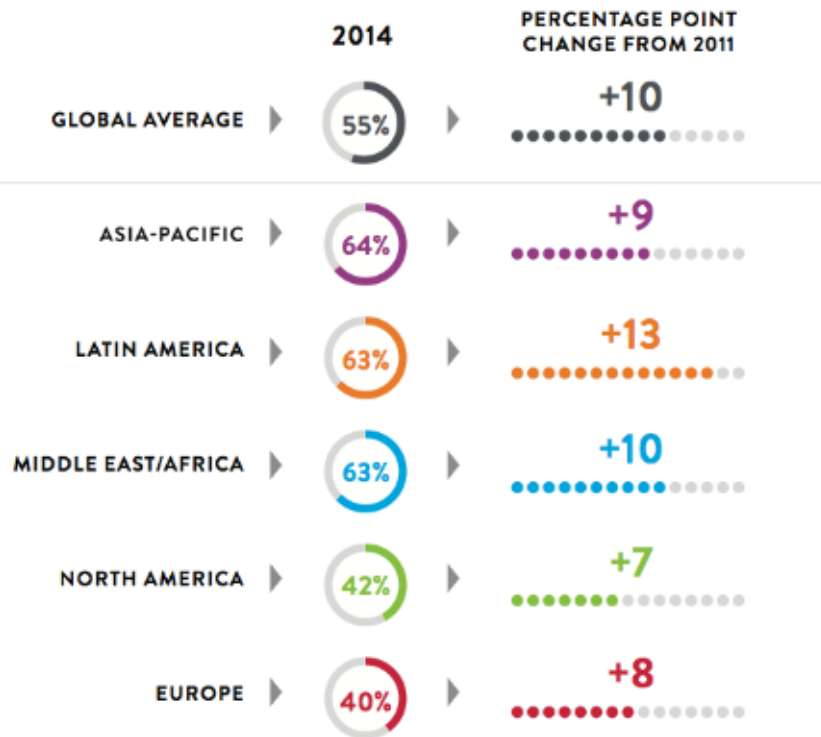 2014
PERCENTAGE POINT
CHANGE FROM 2011
GLOBAL AVERAGE 55% +10
ASIA-PACIFIC 64% +9
LATIN AMERICA 63% +13
MIDDLE EAST/AFRICA 63% +10
NORTH AMERICA 42% +7
EUROPE 40% +8